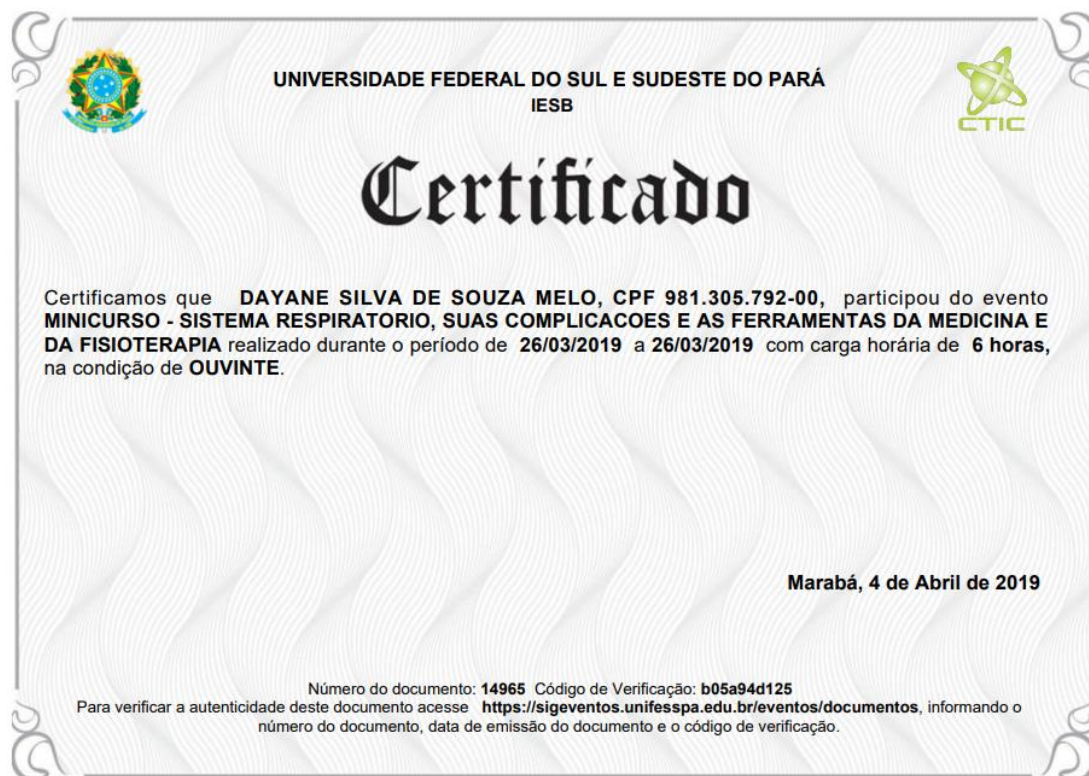 UNIVERSIDADE FEDERAL DO SUL E SUDESTE DO PARÁ
IESB
CTIC
Certificado
Certificamos que DAYANE SILVA DE SOUZA MELO, CPF 981.305.792-00, participou do evento
MINICURSO - SISTEMA RESPIRATORIO, SUAS COMPLICACOES E AS FERRAMENTAS DA MEDICINA E
DA FISIOTERAPIA realizado durante o período de 26/03/2019 a 26/03/2019 com carga horária de 6 horas,
na condição de OUVINTE.
Marabá, 4 de Abril de 2019
Número do documento: 14965 Código de Verificação: b05a94d125
Para verificar a autenticidade deste documento acesse https://sigeventos.unifesspa.edu.br/eventos/documentos, informando o
número do documento, data de emissão do documento e o código de verificação.